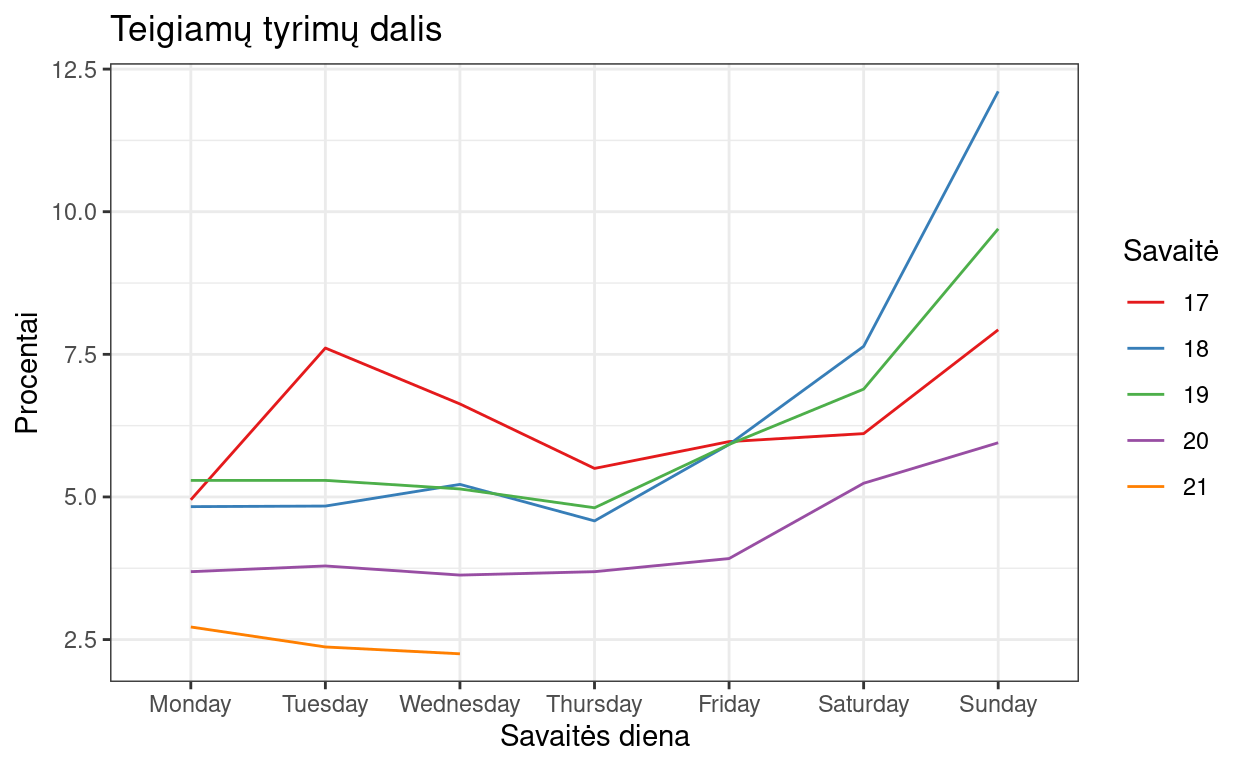 Teigiamų tyrimų dalis
12.5
10.0
7.5
5.0
2.5
Procentai
Monday Tuesday Wednesday Thursday Friday Saturday Sunday
Savaitės diena
Savaitė
17
18
19
20
21